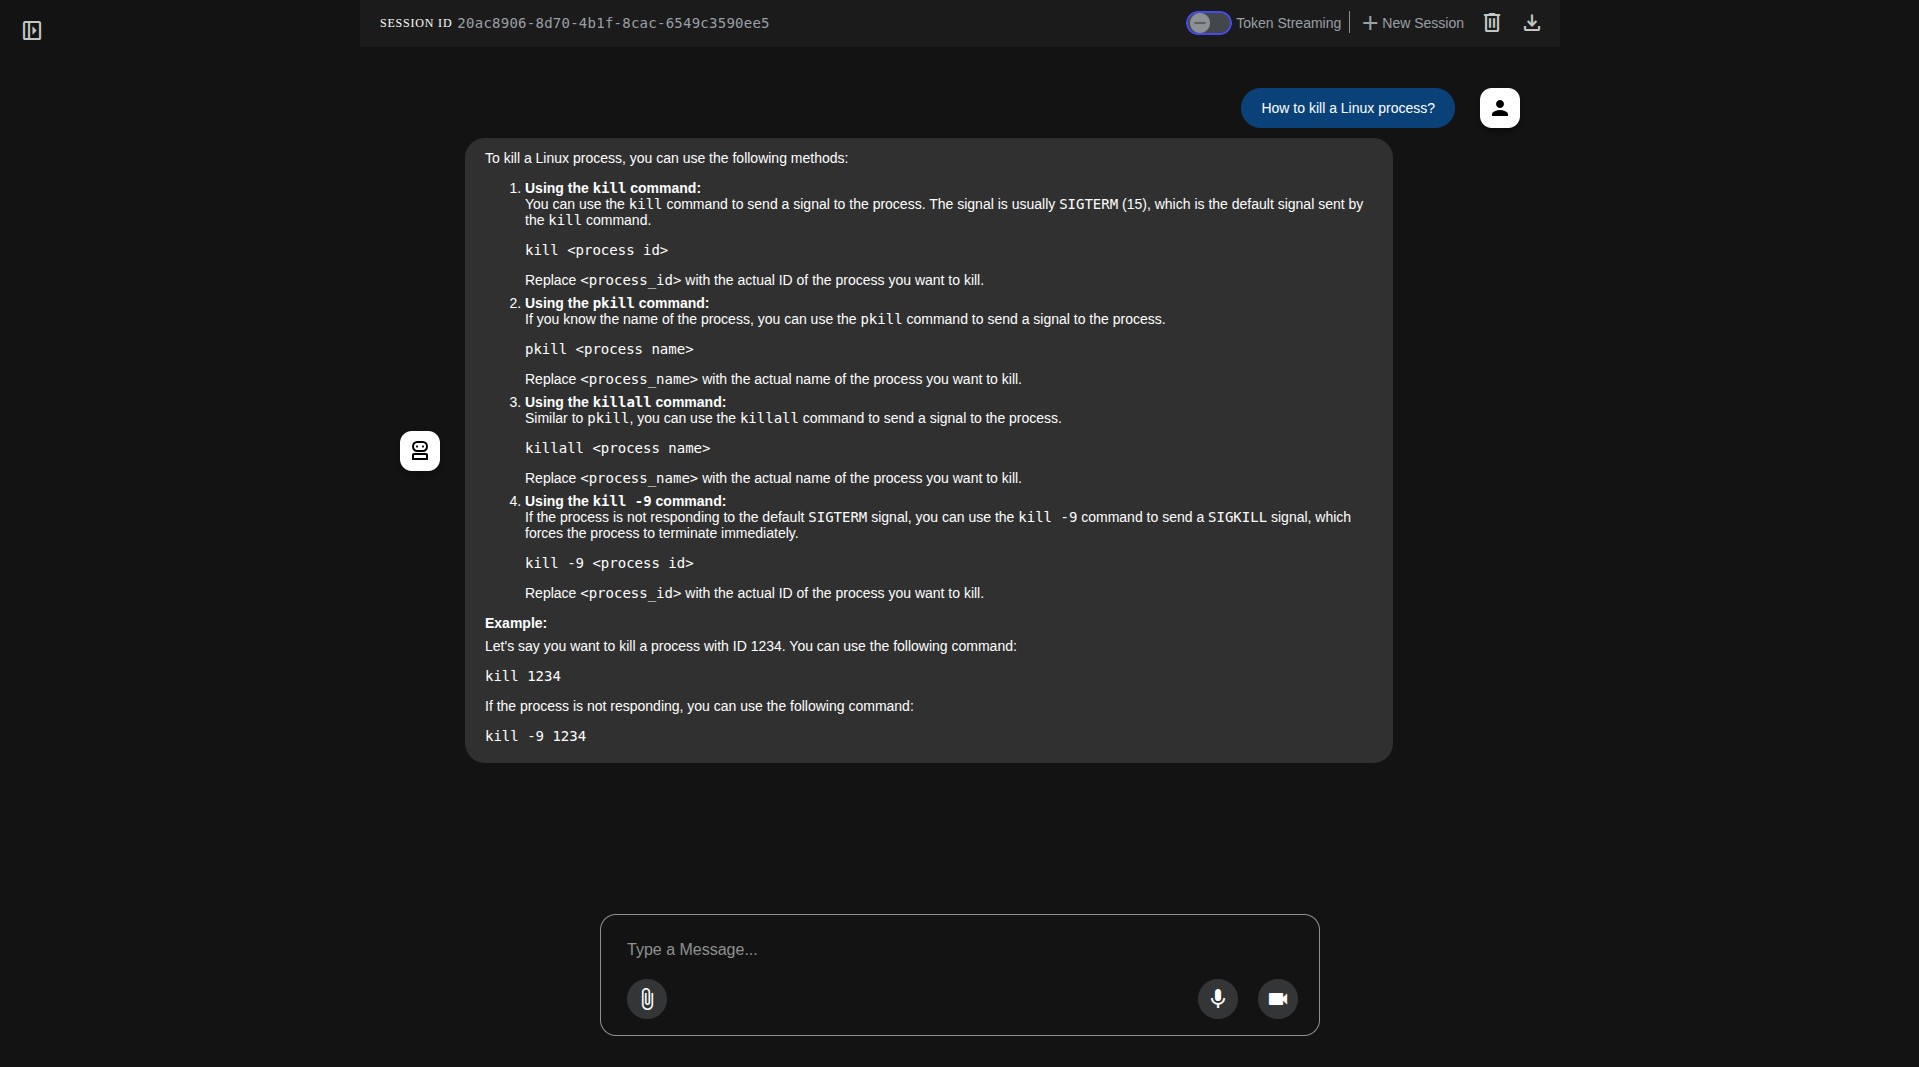 SESSION ID 20ac8906-8d70-4b1f-8cac-6549c3590ee5 Token Streaming New Session
How to kill a Linux process?
To kill a Linux process, you can use the following methods:
1. Using the kill command:
You can use the kill command to send a signal to the process. The signal is usually SIGTERM (15), which is the default signal sent by
the kill command.
kill <process id>
Replace <process_id> with the actual ID of the process you want to kill.
2. Using the pkill command:
If you know the name of the process, you can use the pkill command to send a signal to the process.
pkill <process name>
Replace <process_name> with the actual name of the process you want to kill.
3. Using the killall command:
Similar to pkill, you can use the killall command to send a signal to the process.
killall <process name>
Replace <process_name> with the actual name of the process you want to kill.
4. Using the kill -9 command:
If the process is not responding to the default SIGTERM signal, you can use the kill -9 command to send a SIGKILL signal, which
forces the process to terminate immediately.
kill -9 <process id>
Replace <process_id> with the actual ID of the process you want to kill.
Example:
Let's say you want to kill a process with ID 1234. You can use the following command:
kill 1234
If the process is not responding, you can use the following command:
kill -9 1234
Type a Message...